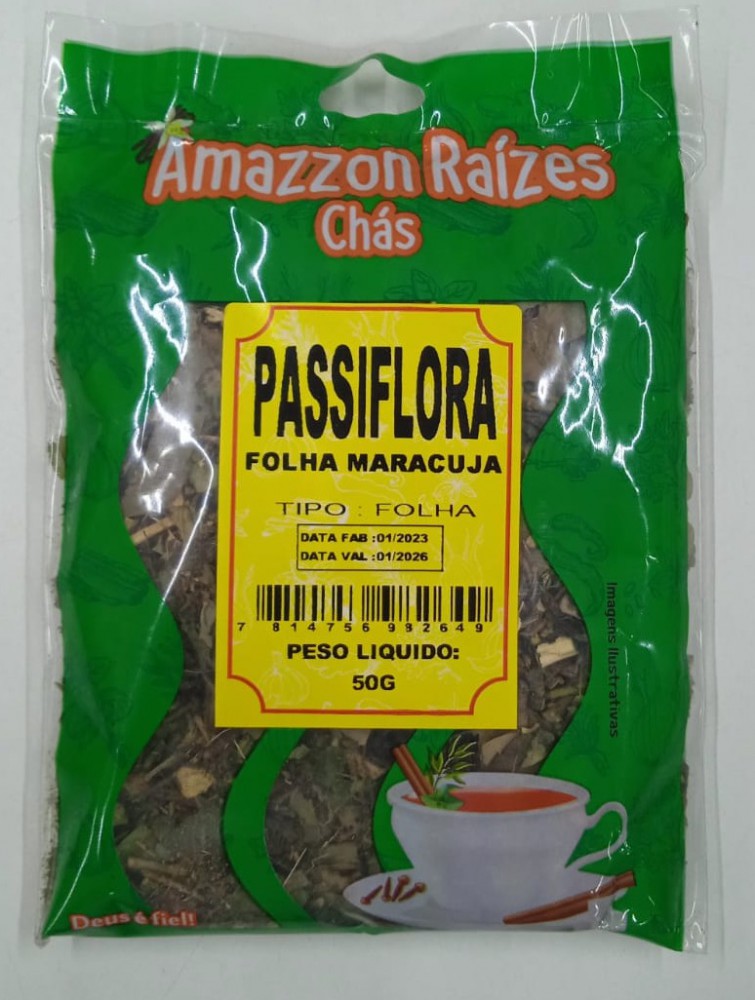 Amazzon Raízes
Chás
PASSIFLORA
FOLHA MARACUJA
TIPO : FOLHA
DATA FAB :01/2023
DATA VAL :01/2026
7 814756 982649
PESO LIQUIDO:
50G
Imagens Ilustrativas
Deus é fiel!